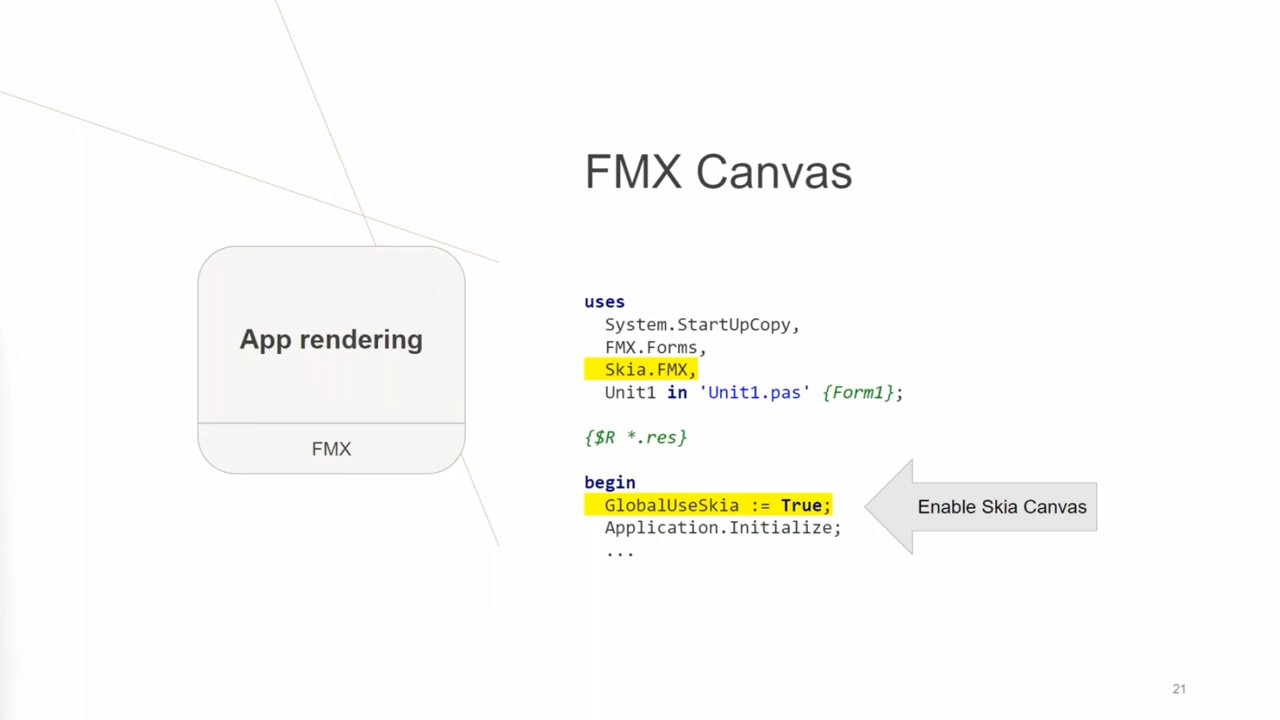 FMX Canvas
App rendering
FMX
uses
System.StartUpCopy,
FMX.Forms,
Skia.FMX,
Unit1 in 'Unit1.pas' {Form1};
{$R *.res}
begin
GlobalUseSkia := True;
Application.Initialize;
...
Enable Skia Canvas
21